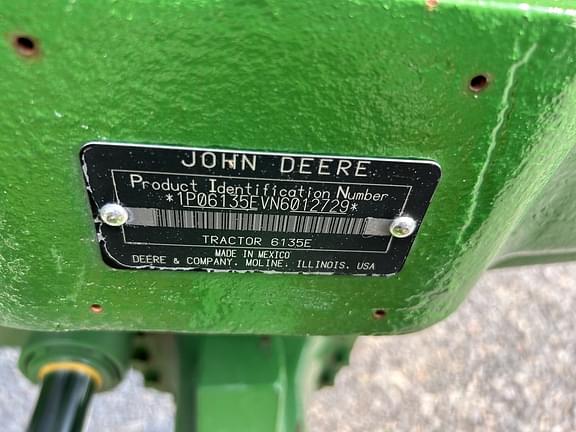 JOHN DEERE
Product Identification Number
*1P06135EVN6012729*
TRACTOR 6135E
MADE IN MEXICO
DEERE & COMPANY. MOLINE. ILLINOIS. USA